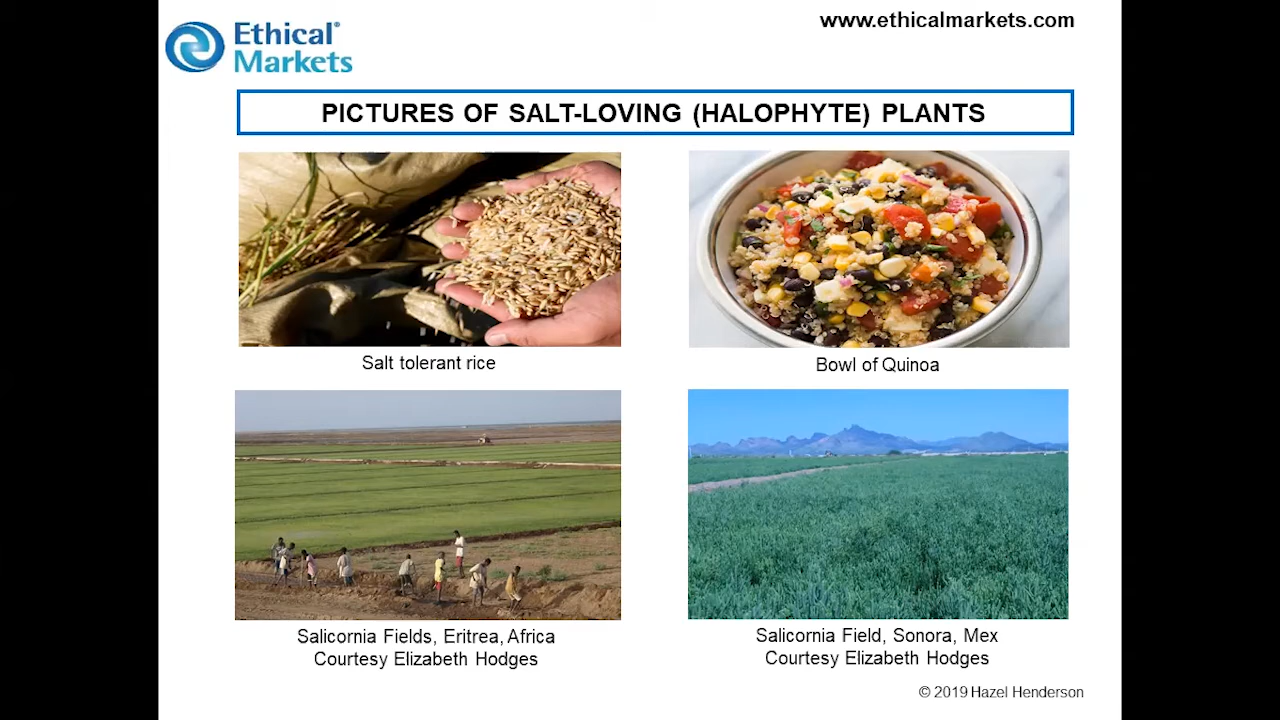 Ethical®
Markets
www.ethicalmarkets.com
PICTURES OF SALT-LOVING (HALOPHYTE) PLANTS
Salt tolerant rice
Bowl of Quinoa
Salicornia Fields, Eritrea, Africa
Courtesy Elizabeth Hodges
Salicornia Field, Sonora, Mex
Courtesy Elizabeth Hodges
© 2019 Hazel Henderson